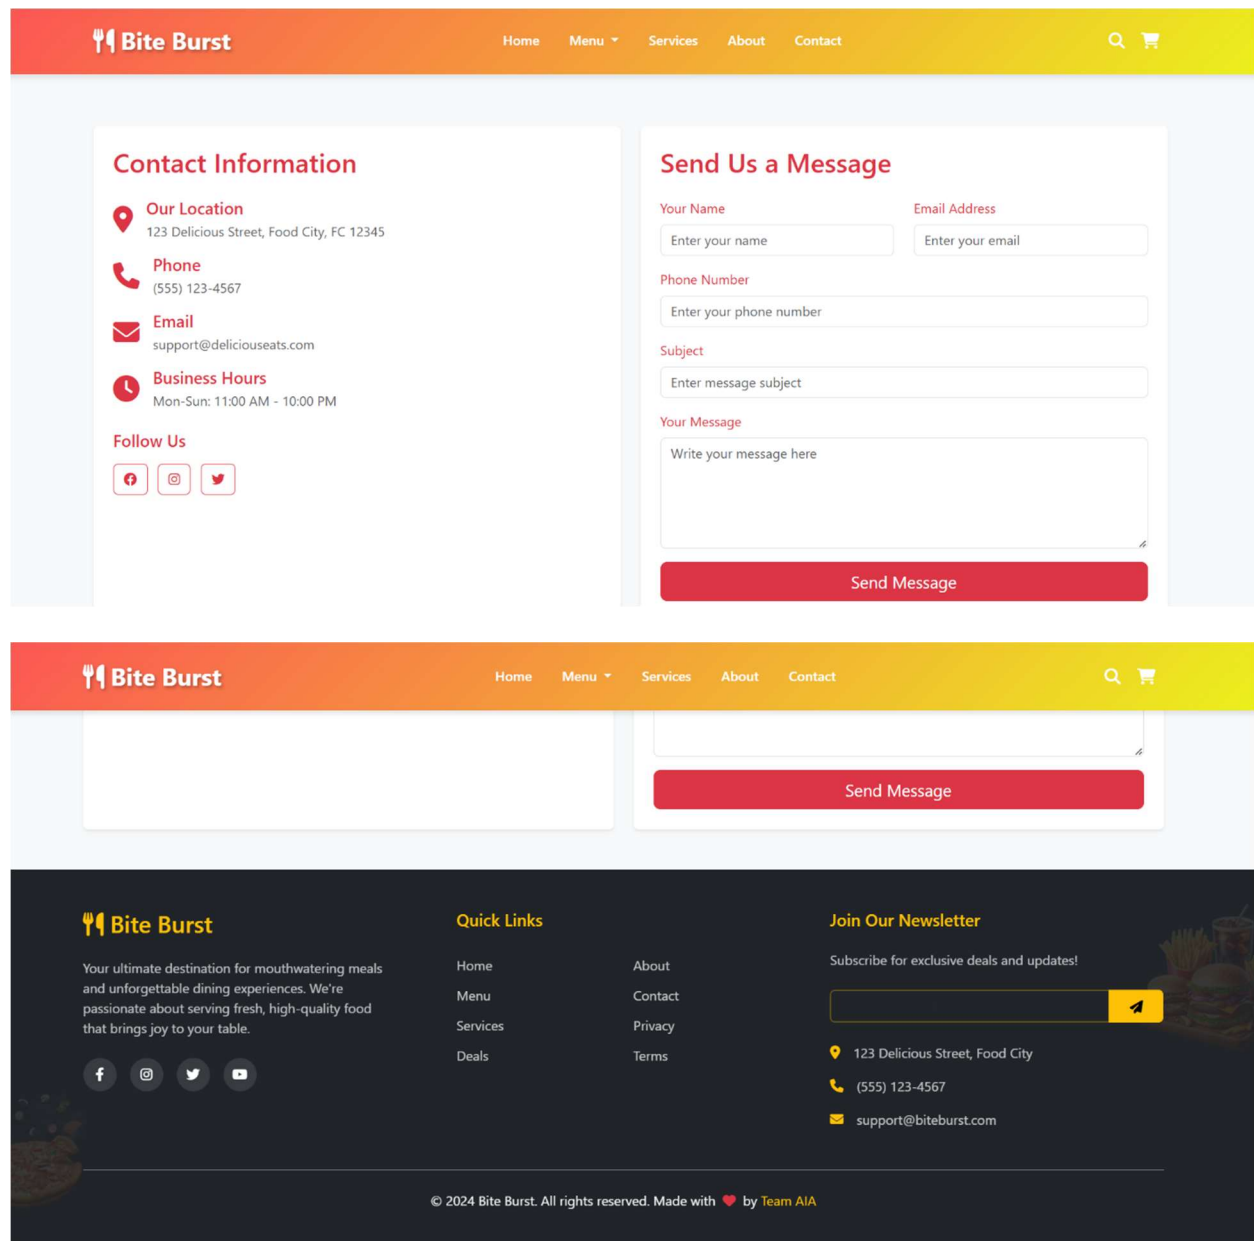 Bite Burst
Home Menu Services About Contact
Contact Information
Our Location
123 Delicious Street, Food City, FC 12345
Phone
(555) 123-4567
Email
support@deliciouseats.com
Business Hours
Mon-Sun: 11:00 AM - 10:00 PM
Follow Us
Send Us a Message
Your Name
Enter your name
Email Address
Enter your email
Phone Number
Enter your phone number
Subject
Enter message subject
Your Message
Write your message here
Send Message
Bite Burst
Home Menu Services About Contact
Send Message
Bite Burst
Your ultimate destination for mouthwatering meals
and unforgettable dining experiences. We're
passionate about serving fresh, high-quality food
that brings joy to your table.
Quick Links
Home
Menu
Services
Deals
About
Contact
Privacy
Terms
Join Our Newsletter
Subscribe for exclusive deals and updates!
123 Delicious Street, Food City
(555) 123-4567
support@biteburst.com
© 2024 Bite Burst. All rights reserved. Made with ❤ by Team AIA